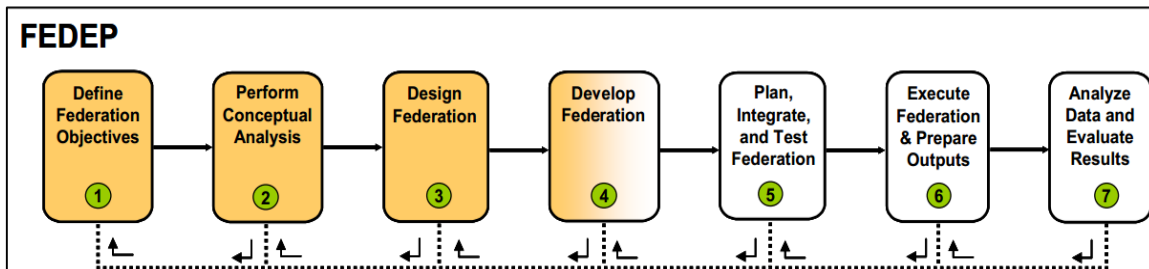 FEDEP
Define
Federation
Objectives
1
Perform
Conceptual
Analysis
2
Design
Federation
3
Develop
Federation
4
Plan,
Integrate,
and Test
Federation
5
Execute
Federation
& Prepare
Outputs
6
Analyze
Data and
Evaluate
Results
7